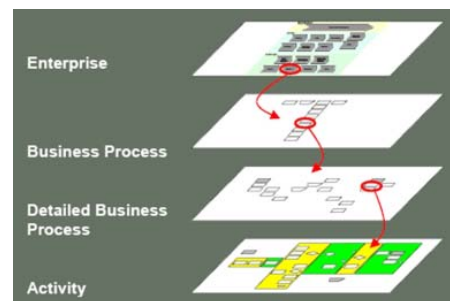 Enterprise
Business Process
Detailed Business
Process
Activity